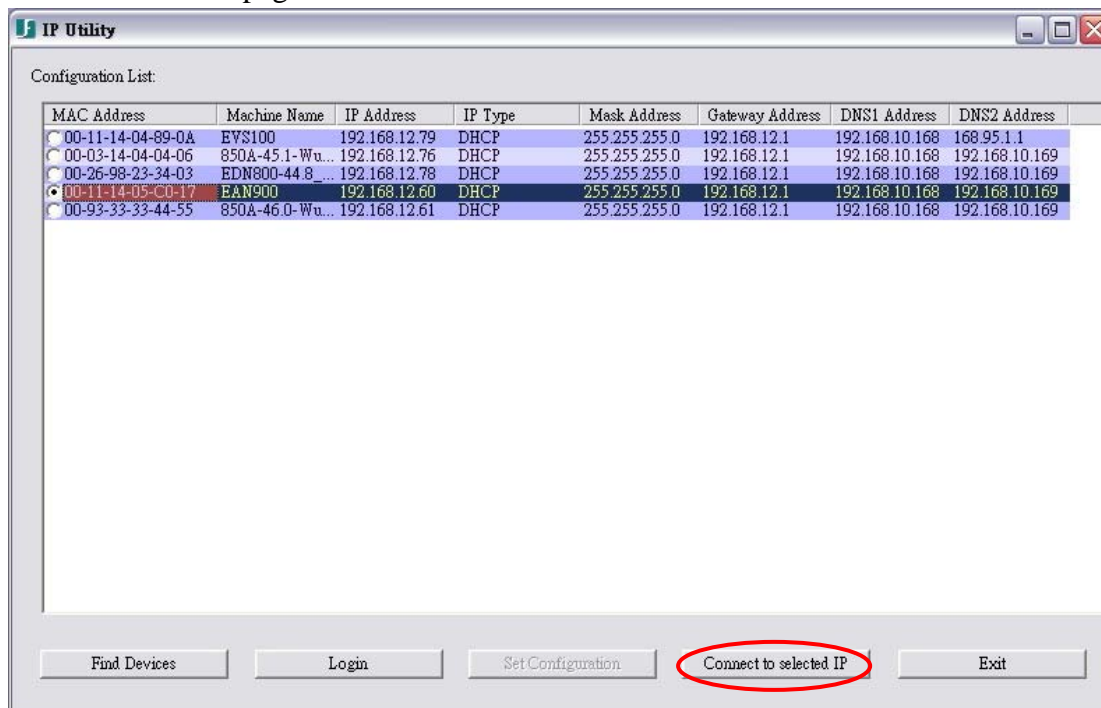 IP Utility
Configuration List:
MAC Address Machine Name IP Address IP Type Mask Address Gateway Address DNS1 Address DNS2 Address
00-11-14-04-89-0A EVS100 192.168.12.79 DHCP 255.255.255.0 192.168.12.1 192.168.10.168 168.95.1.1
00-03-14-04-04-06 850A-45.1-Wu... 192.168.12.76 DHCP 255.255.255.0 192.168.12.1 192.168.10.168 192.168.10.169
00-26-98-23-34-03 EDN800-44.8_... 192.168.12.78 DHCP 255.255.255.0 192.168.12.1 192.168.10.168 192.168.10.169
00-11-14-05-C0-17 EAN900 192.168.12.60 DHCP 255.255.255.0 192.168.12.1 192.168.10.168 192.168.10.169
00-93-33-33-44-55 850A-46.0-Wu... 192.168.12.61 DHCP 255.255.255.0 192.168.12.1 192.168.10.168 192.168.10.169
Find Devices Login Set Configuration Connect to selected IP Exit